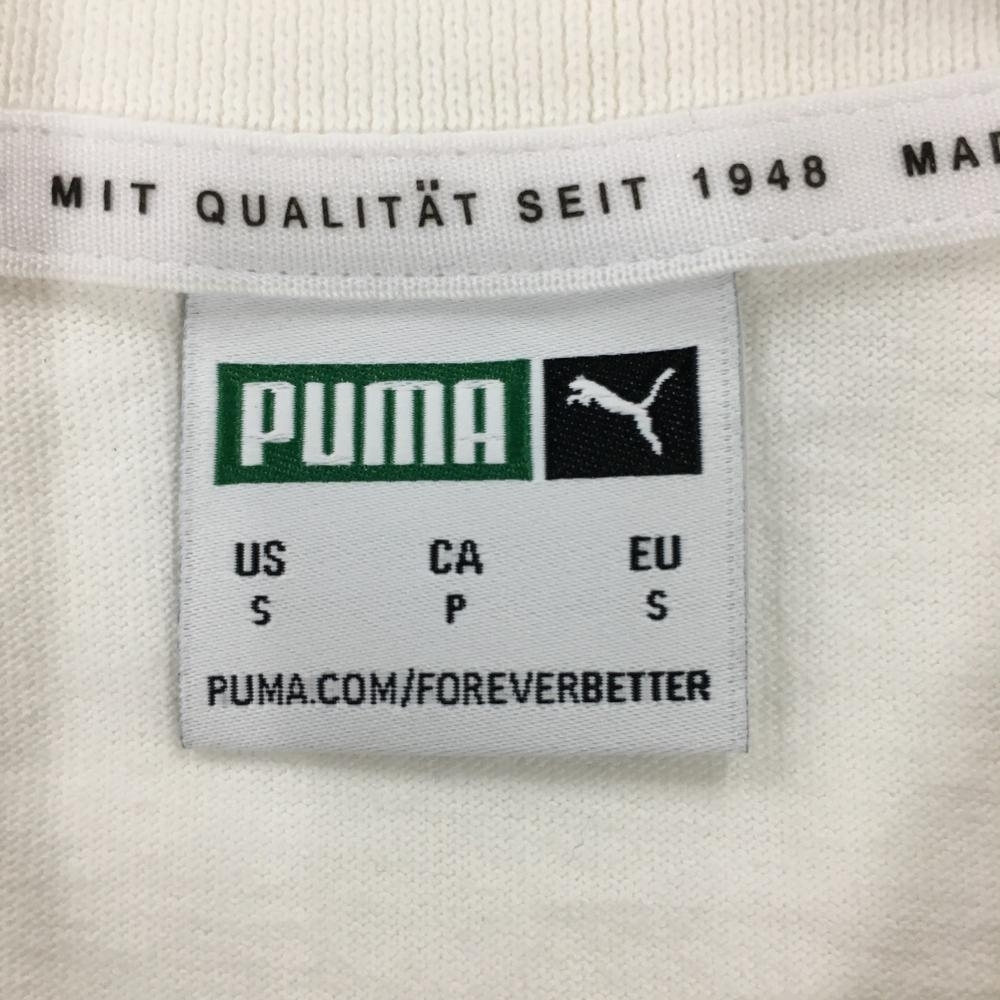 MIT QUALITÄT SEIT 1948
PUMA
US CA EU
S P S
PUMA.COM/FOREVERBETTER